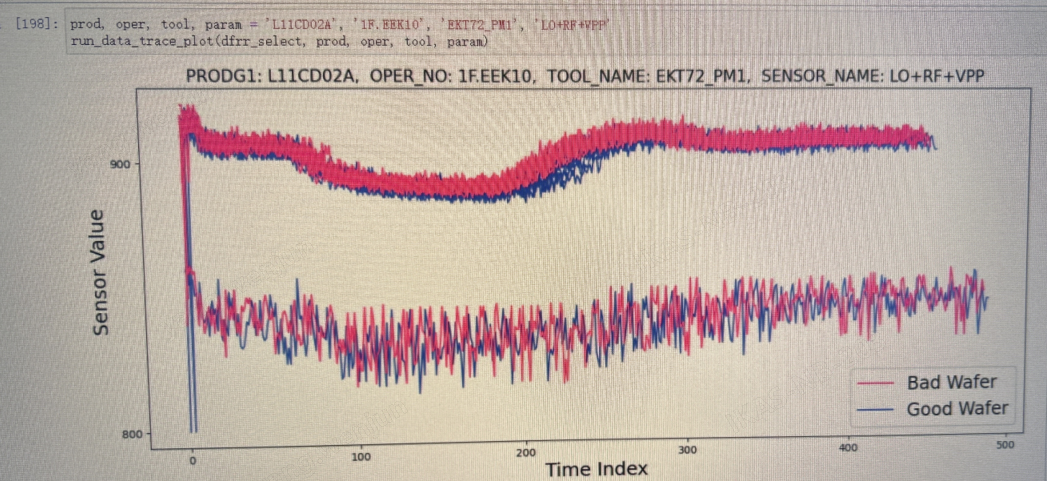 [198]: prod, oper, tool, param = 'L11CD02A', '1F.EEK10', 'EKT72_PM1', 'LO+RF+VPP'
run_data_trace_plot(dfrr_select, prod, oper, tool, param)
PRODG1: L11CD02A, OPER_NO: 1F.EEK10, TOOL_NAME: EKT72_PM1, SENSOR_NAME: LO+RF+VPP
900
800
Sensor Value
Bad Wafer
Good Wafer
0 100 200 300 400 500
Time Index